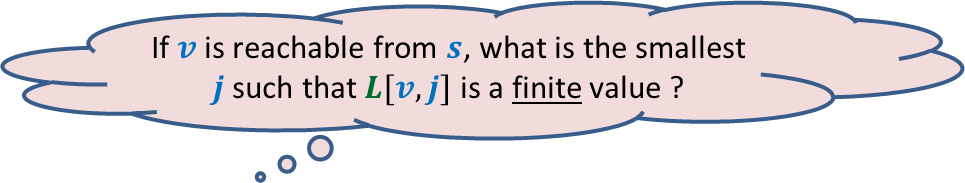 If v is reachable from s, what is the smallest
j such that L[v, j] is a finite value ?